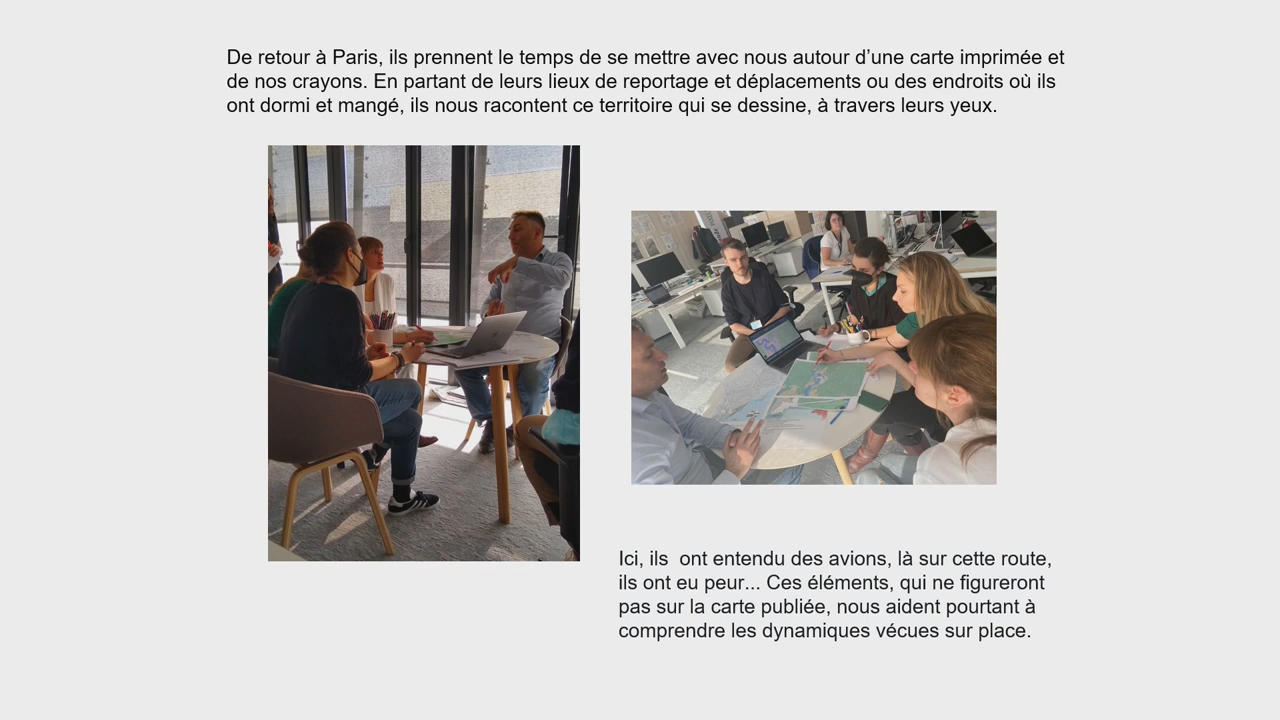 De retour à Paris, ils prennent le temps de se mettre avec nous autour d’une carte imprimée et
de nos crayons. En partant de leurs lieux de reportage et déplacements ou des endroits où ils
ont dormi et mangé, ils nous racontent ce territoire qui se dessine, à travers leurs yeux.
Ici, ils  ont entendu des avions, là sur cette route,
ils ont eu peur... Ces éléments, qui ne figureront
pas sur la carte publiée, nous aident pourtant à
comprendre les dynamiques vécues sur place.